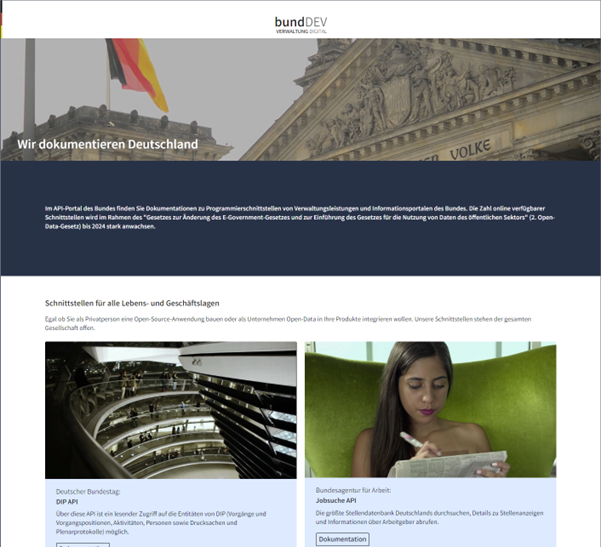 bundDEV
VERWALTUNG DIGITAL
VOLKE
Wir dokumentieren Deutschland
Im API-Portal des Bundes finden Sie Dokumentationen zu Programmierschnittstellen von Verwaltungsleistungen und Informationsportalen des Bundes. Die Zahl online verfügbarer
Schnittstellen wird im Rahmen des "Gesetzes zur Änderung des E-Government-Gesetzes und zur Einführung des Gesetzes für die Nutzung von Daten des öffentlichen Sektors" (2. Open-
Data-Gesetz) bis 2024 stark anwachsen.
Schnittstellen für alle Lebens- und Geschäftslagen
Egal ob Sie als Privatperson eine Open-Source-Anwendung bauen oder als Unternehmen Open-Data in Ihre Produkte integrieren wollen. Unsere Schnittstellen stehen der gesamten
Gesellschaft offen.
Deutscher Bundestag:
DIP API
Über diese API ist ein lesender Zugriff auf die Entitäten von DIP (Vorgänge und
Vorgangspositionen, Aktivitäten, Personen sowie Drucksachen und
Plenarprotokolle) möglich.
Bundesagentur für Arbeit:
Jobsuche API
Die größte Stellendatenbank Deutschlands durchsuchen, Details zu Stellenanzeigen
und Informationen über Arbeitgeber abrufen.
Dokumentation